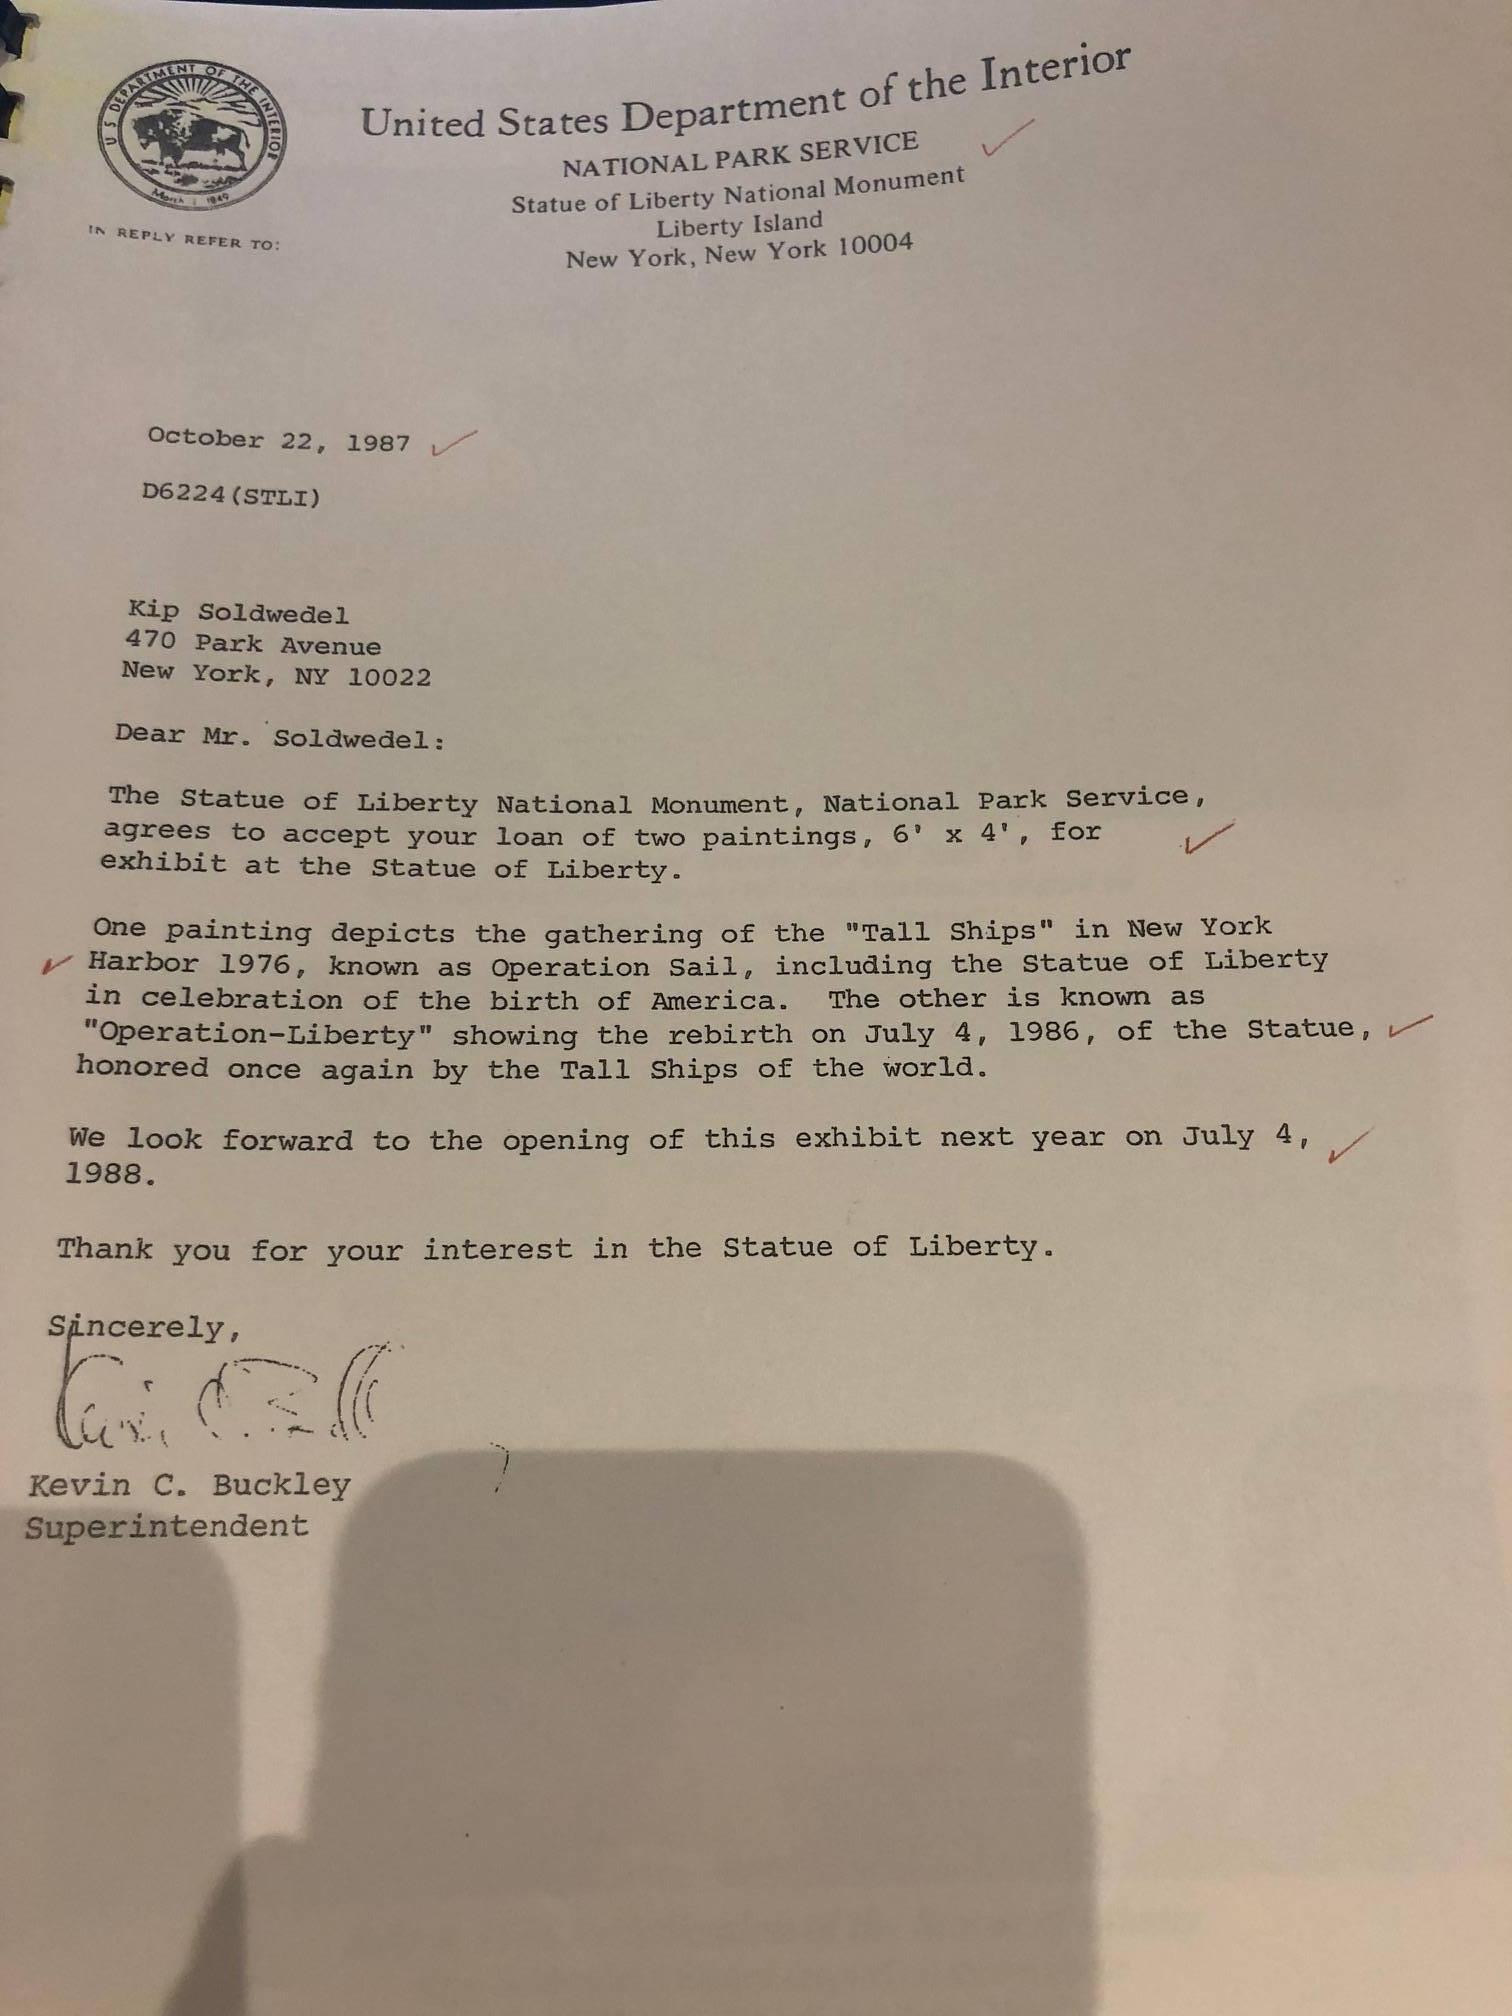 U.S. DEPARTMENT OF THE INTERIOR
March 3 1849
IN REPLY REFER TO:
United States Department of the Interior
NATIONAL PARK SERVICE
Statue of Liberty National Monument
Liberty Island
New York, New York 10004
October 22, 1987
D6224(STLI)
Kip Soldwedel
470 Park Avenue
New York, NY 10022
Dear Mr. Soldwedel:
The Statue of Liberty National Monument, National Park Service,
agrees to accept your loan of two paintings, 6' x 4', for
exhibit at the Statue of Liberty.
One painting depicts the gathering of the "Tall Ships" in New York
Harbor 1976, known as Operation Sail, including the Statue of Liberty
in celebration of the birth of America. The other is known as
"Operation-Liberty" showing the rebirth on July 4, 1986, of the Statue,
honored once again by the Tall Ships of the world.
We look forward to the opening of this exhibit next year on July 4,
1988.
Thank you for your interest in the Statue of Liberty.
Sincerely,
Kevin C. Buckley
Superintendent